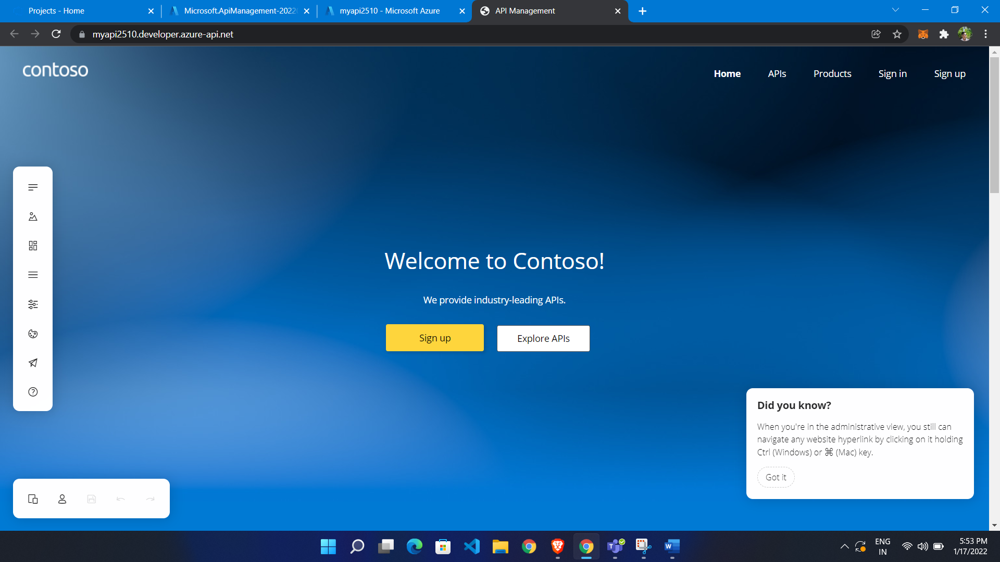 Projects - Home
Microsoft.ApiManagement-2022
myapi2510 - Microsoft Azure
API Management
myapi2510.developer.azure-api.net
contoso
Home
APIs
Products
Sign in
Sign up
Welcome to Contoso!
We provide industry-leading APIs.
Sign up
Explore APIs
Did you know?
When you're in the administrative view, you still can
navigate any website hyperlink by clicking on it holding
Ctrl (Windows) or ⌘ (Mac) key.
Got it
ENG
IN
5:53 PM
1/17/2022